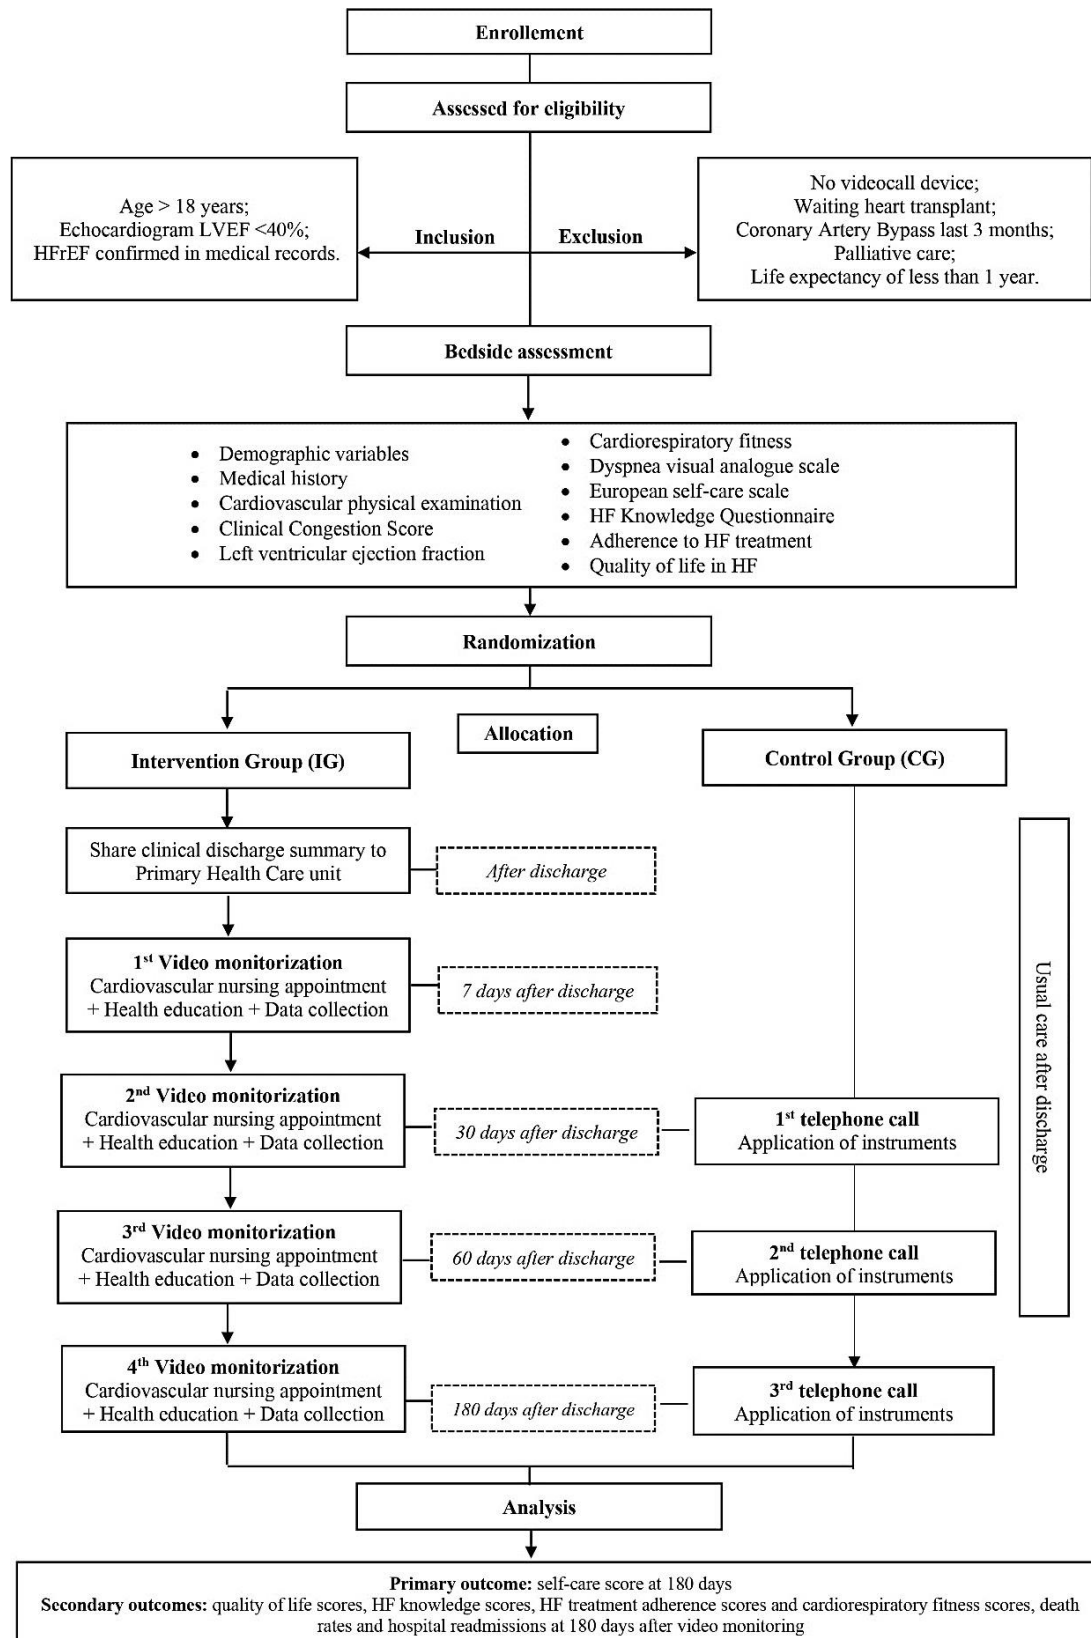 Enrollement
Assessed for eligibility
Age > 18 years;
Echocardiogram LVEF <40%;
HFrEF confirmed in medical records.
Inclusion
Exclusion
No videocall device;
Waiting heart transplant;
Coronary Artery Bypass last 3 months;
Palliative care;
Life expectancy of less than 1 year.
Bedside assessment
• Demographic variables
• Medical history
• Cardiovascular physical examination
• Clinical Congestion Score
• Left ventricular ejection fraction
• Cardiorespiratory fitness
• Dyspnea visual analogue scale
• European self-care scale
• HF Knowledge Questionnaire
• Adherence to HF treatment
• Quality of life in HF
Randomization
Allocation
Intervention Group (IG)
Control Group (CG)
Share clinical discharge summary to
Primary Health Care unit
After discharge
1st Video monitorization
Cardiovascular nursing appointment
+ Health education + Data collection
7 days after discharge
Usual care after discharge
2nd Video monitorization
Cardiovascular nursing appointment
+ Health education + Data collection
30 days after discharge
1st telephone call
Application of instruments
3rd Video monitorization
Cardiovascular nursing appointment
+ Health education + Data collection
60 days after discharge
2nd telephone call
Application of instruments
4th Video monitorization
Cardiovascular nursing appointment
+ Health education + Data collection
180 days after discharge
3rd telephone call
Application of instruments
Analysis
Primary outcome: self-care score at 180 days
Secondary outcomes: quality of life scores, HF knowledge scores, HF treatment adherence scores and cardiorespiratory fitness scores, death
rates and hospital readmissions at 180 days after video monitoring